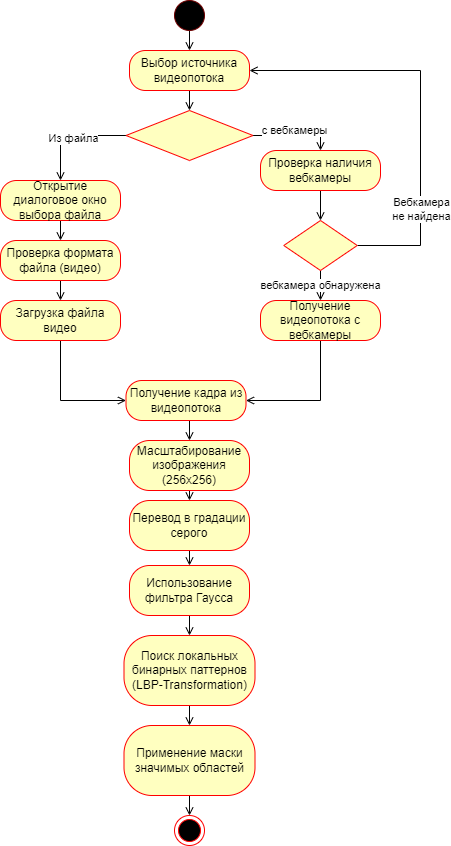 Выбор источника
видеопотока
Из файла
с вебкамеры
Проверка наличия
вебкамеры
Открытие
диалоговое окно
выбора файла
Вебкамера
не найдена
Проверка формата
файла (видео)
вебкамера обнаружена
Загрузка файла
видео
Получение
видеопотока с
вебкамеры
Получение кадра из
видеопотока
Масштабирование
изображения
(256x256)
Перевод в градации
серого
Использование
фильтра Гаусса
Поиск локальных
бинарных паттернов
(LBP-Transformation)
Применение маски
значимых областей